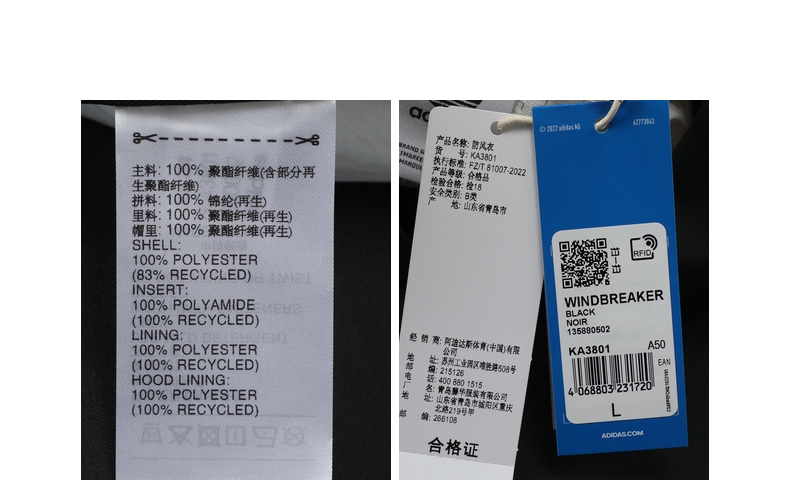 主料: 100% 聚酯纤维(含部分再
生聚酯纤维)
拼料: 100% 锦纶(再生)
里料: 100% 聚酯纤维(再生)
帽里: 100% 聚酯纤维(再生)
SHELL:
100% POLYESTER
(83% RECYCLED)
INSERT:
100% POLYAMIDE
(100% RECYCLED)
LINING:
100% POLYESTER
(100% RECYCLED)
HOOD LINING:
100% POLYESTER
(100% RECYCLED)
产品名称: 防风衣
货 号: KA3801
执行标准: FZ/T 81007-2022
产品等级: 合格品
检验合格: 检18
安全类别: B类
产 地: 山东省青岛市
经 销 商: 阿迪达斯体育(中国)有限
公司
地 址: 苏州工业园区唯胜路508号
邮 编: 215126
电 话: 400 880 1515
厂 名: 青岛藤华服装有限公司
地 址: 山东省青岛市城阳区重庆
北路219号甲
邮 编: 266108
合格证
© 2022 adidas AG
62773043
RFID
WINDBREAKER
BLACK
NOIR
135880502
KA3801 A50
EAN
4 068803 231720
L
ADIDAS.COM